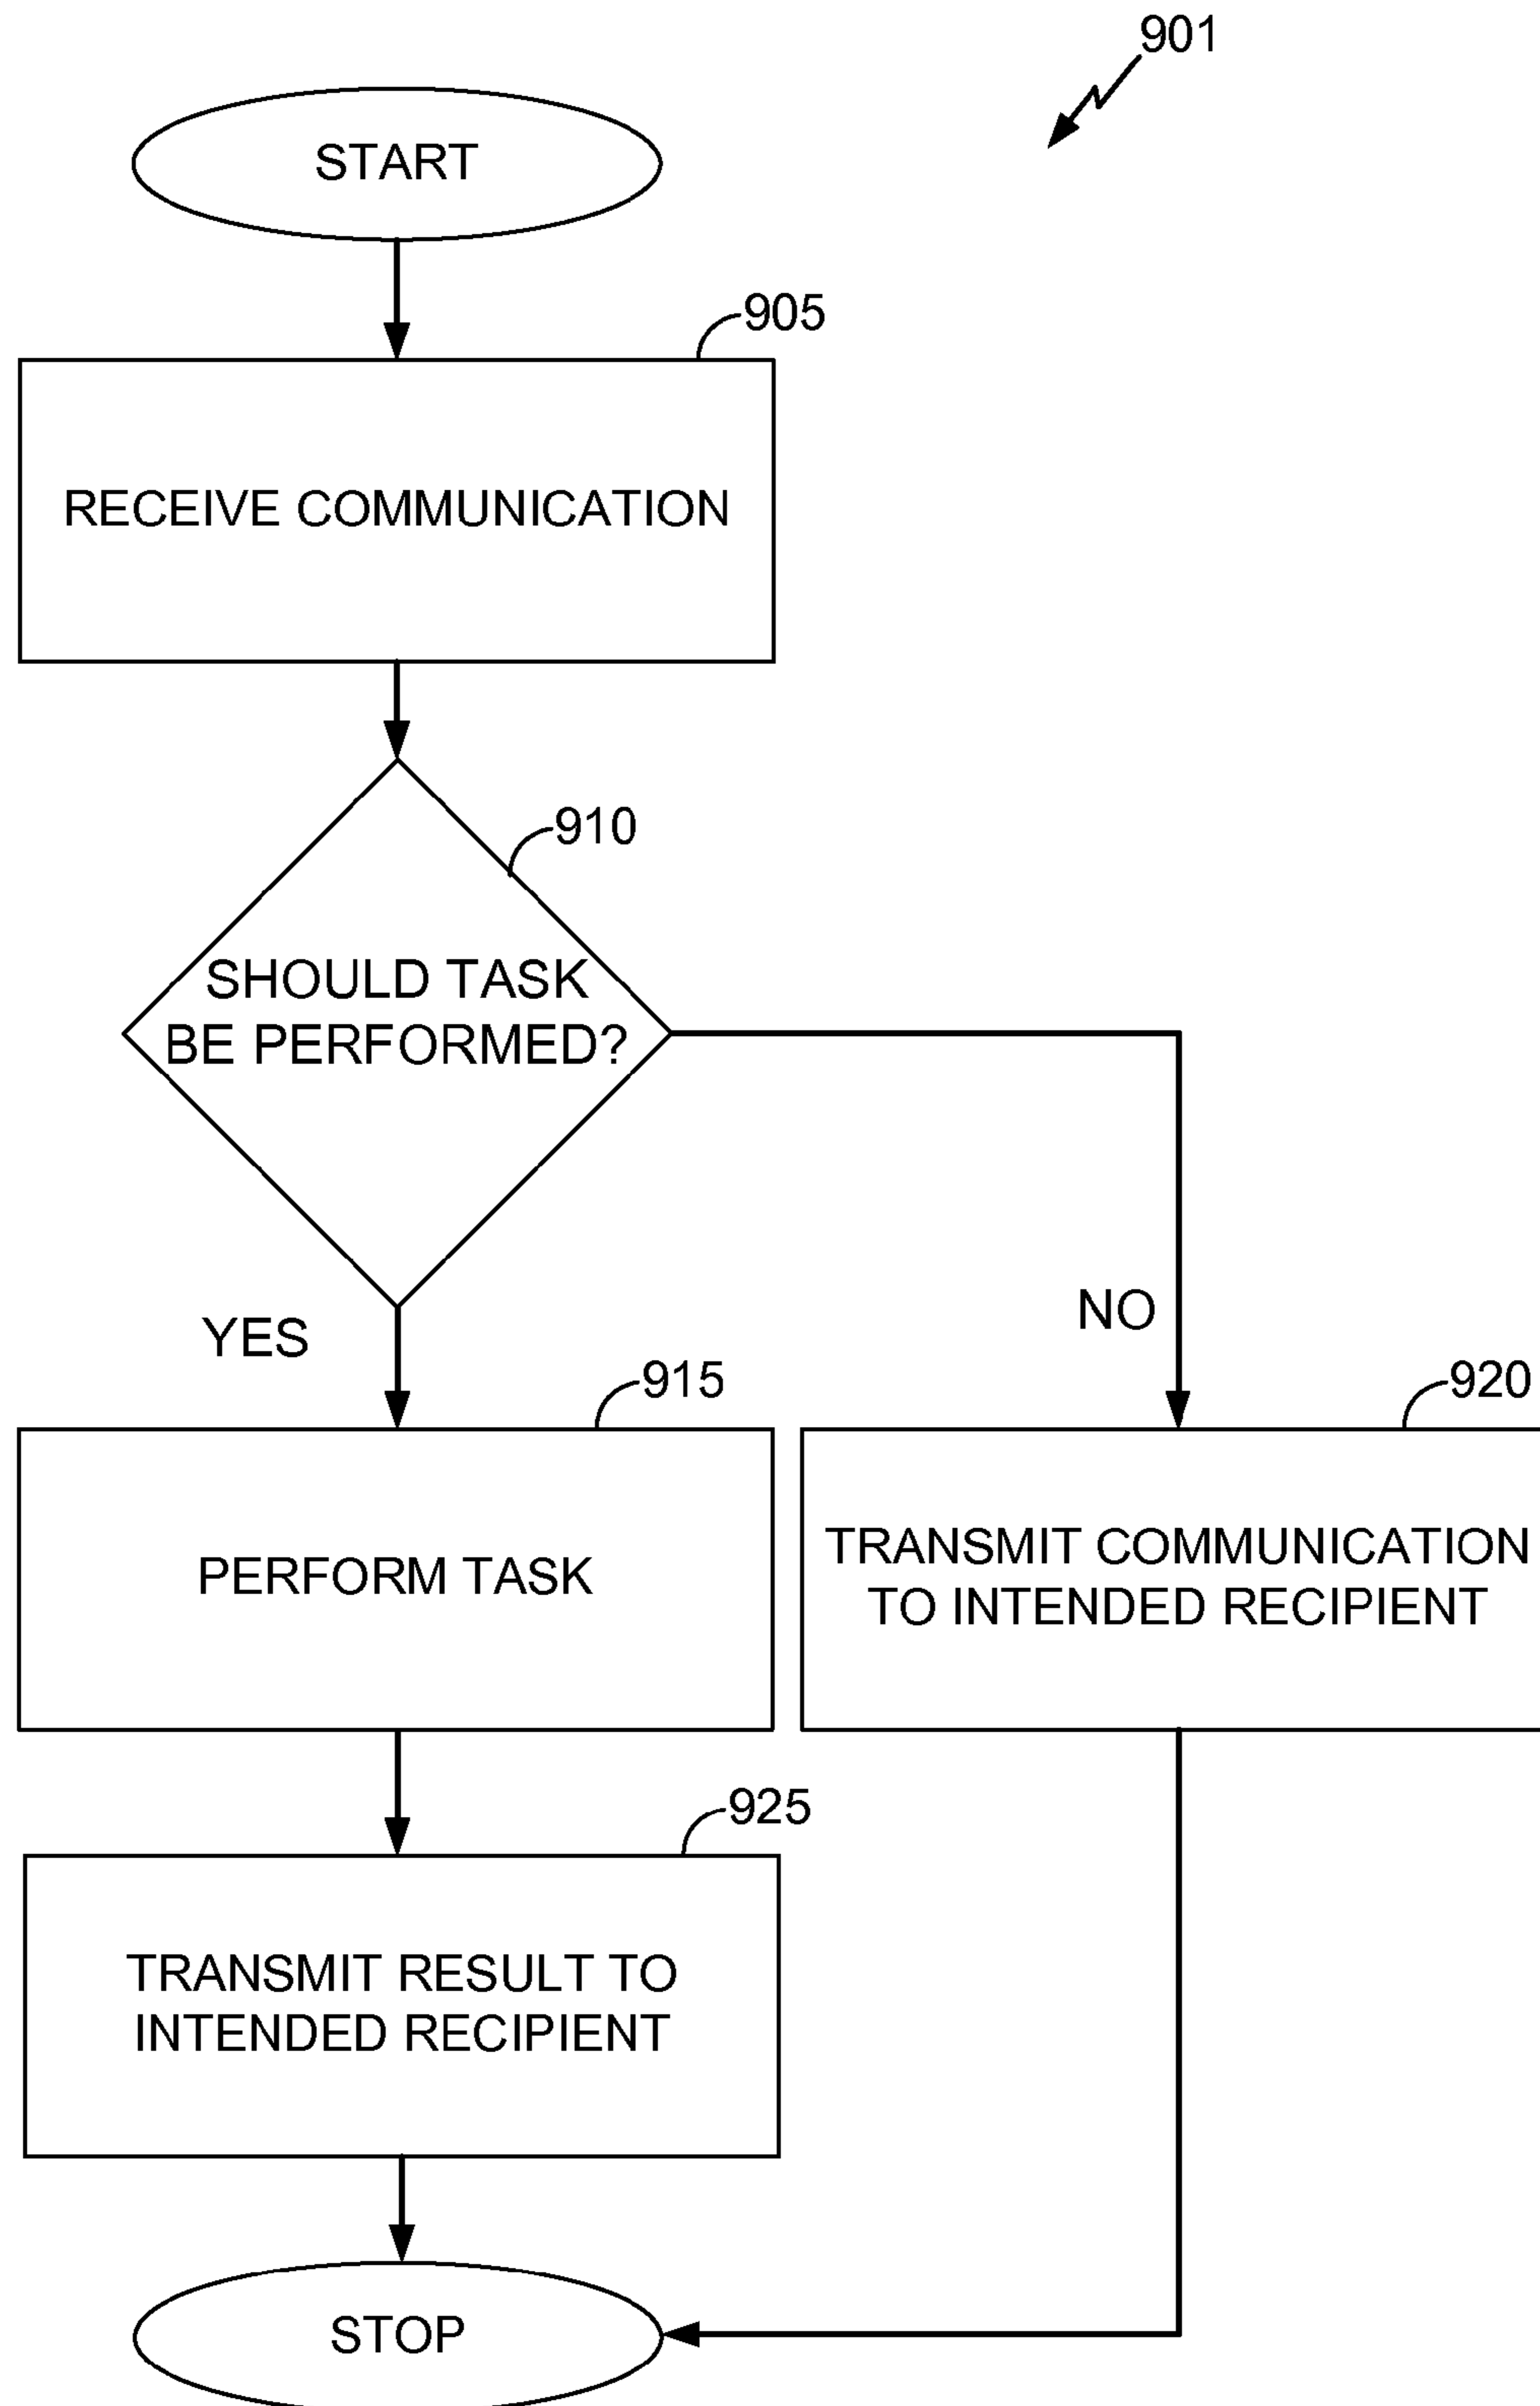 901
START
905
RECEIVE COMMUNICATION
910
SHOULD TASK
BE PERFORMED?
YES
NO
915
920
PERFORM TASK
TRANSMIT COMMUNICATION
TO INTENDED RECIPIENT
925
TRANSMIT RESULT TO
INTENDED RECIPIENT
STOP